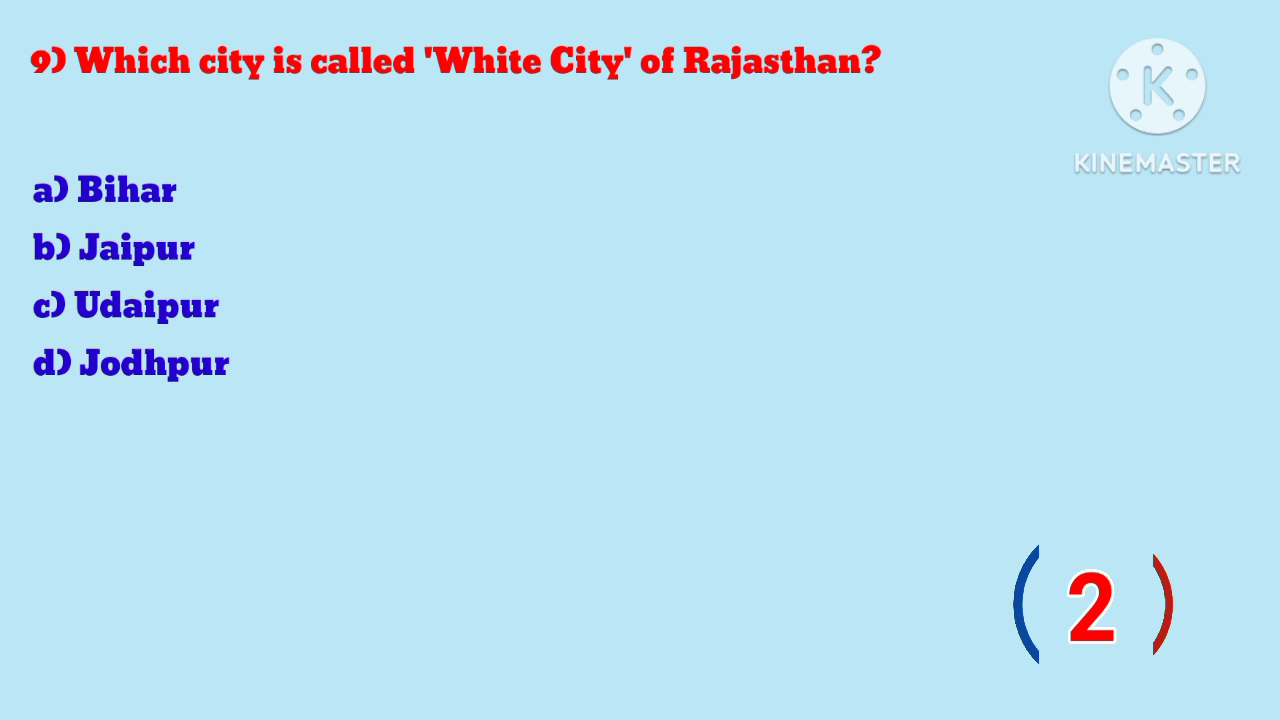 9) Which city is called 'White City' of Rajasthan?
K
KINEMASTER
a) Bihar
b) Jaipur
c) Udaipur
d) Jodhpur
2